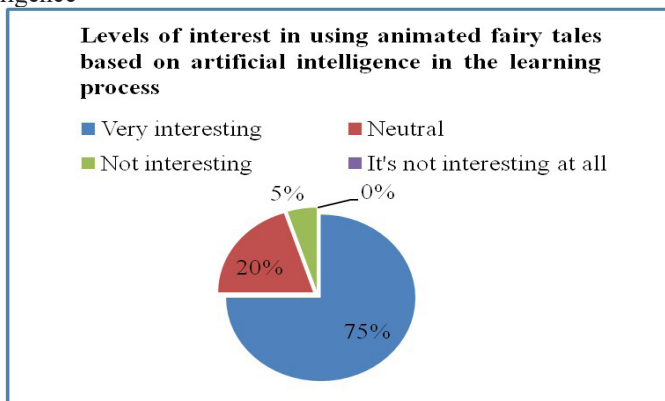 Levels of interest in using animated fairy tales
based on artificial intelligence in the learning
process
Very interesting
Neutral
Not interesting
It's not interesting at all
5%
0%
20%
75%